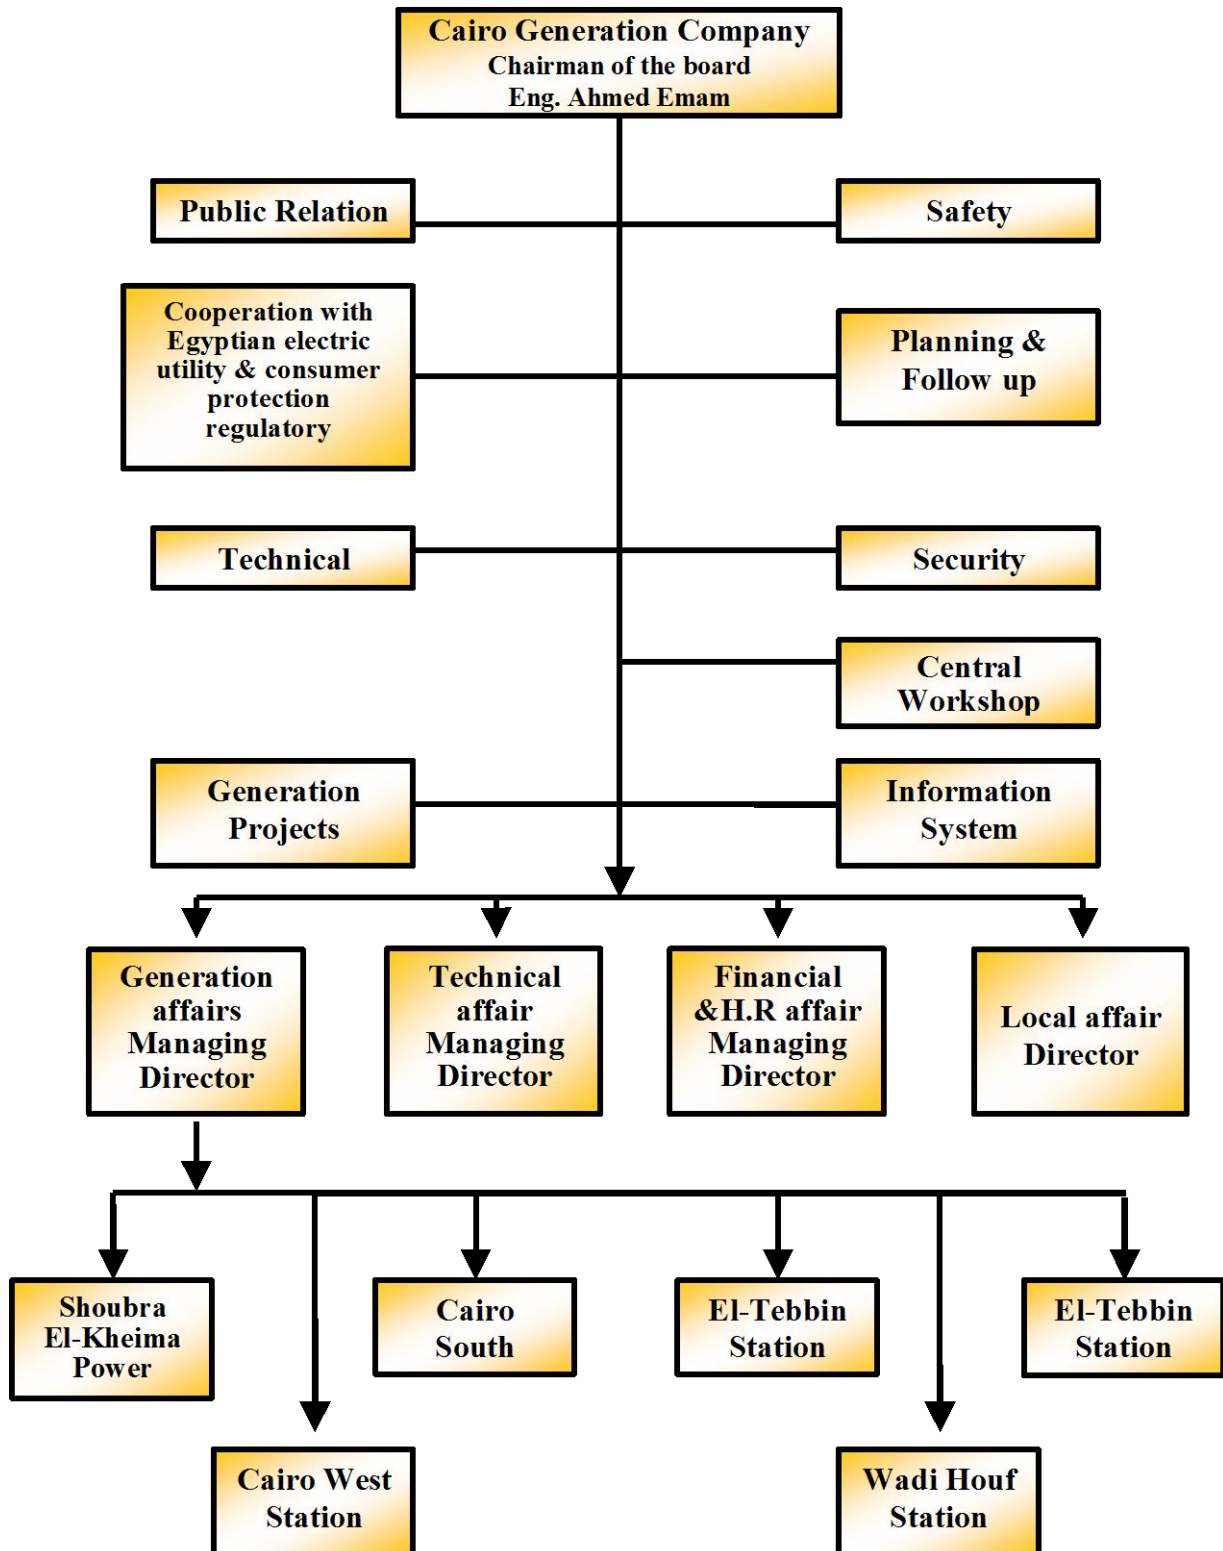 Cairo Generation Company
Chairman of the board
Eng. Ahmed Emam
Public Relation
Safety
Cooperation with
Egyptian electric
utility & consumer
protection
regulatory
Planning &
Follow up
Technical
Security
Central
Workshop
Generation
Projects
Information
System
Generation
affairs
Managing
Director
Technical
affair
Managing
Director
Financial
&H.R affair
Managing
Director
Local affair
Director
Shoubra
El-Kheima
Power
Cairo
South
El-Tebbin
Station
El-Tebbin
Station
Cairo West
Station
Wadi Houf
Station